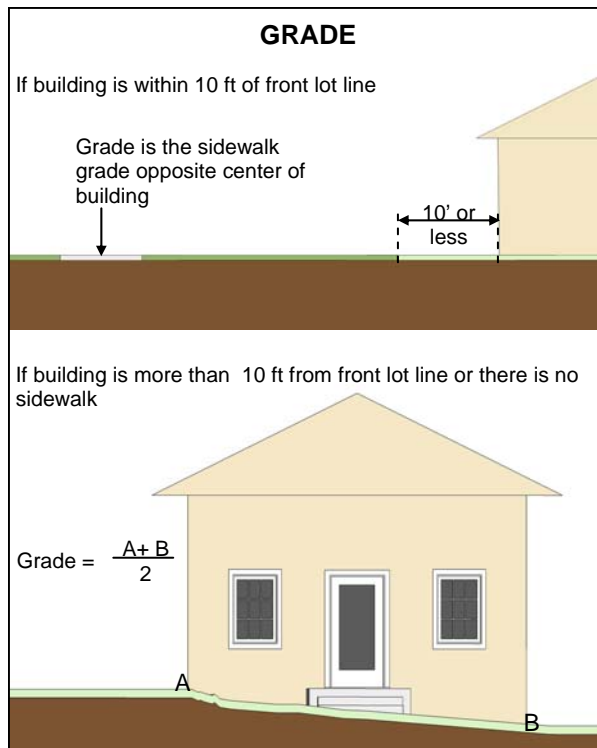 GRADE
If building is within 10 ft of front lot line
Grade is the sidewalk
grade opposite center of
building
10' or
less
If building is more than  10 ft from front lot line or there is no
sidewalk
Grade = A+ B
2
A
B